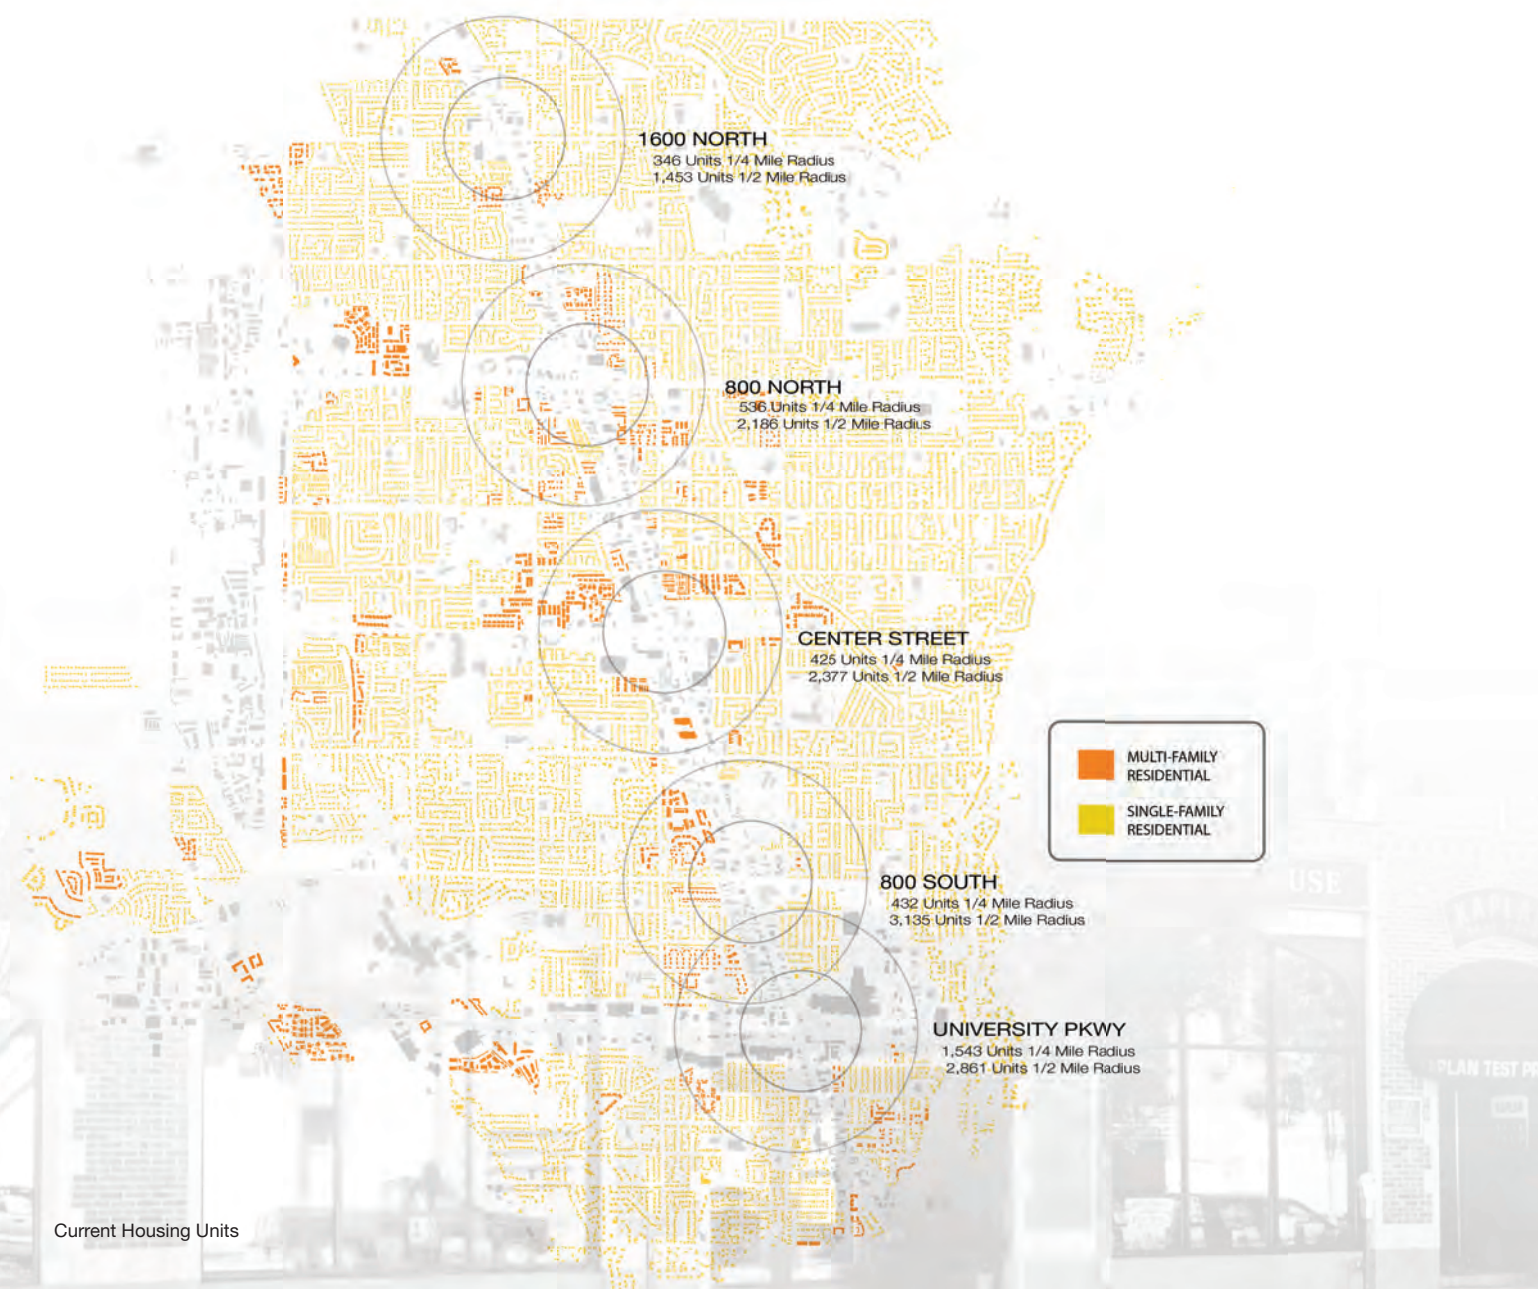 1600 NORTH
346 Units 1/4 Mile Radius
1,453 Units 1/2 Mile Radius
800 NORTH
536 Units 1/4 Mile Radius
2,186 Units 1/2 Mile Radius
CENTER STREET
425 Units 1/4 Mile Radius
2,377 Units 1/2 Mile Radius
MULTI-FAMILY
RESIDENTIAL
SINGLE-FAMILY
RESIDENTIAL
USE
800 SOUTH
432 Units 1/4 Mile Radius
3,135 Units 1/2 Mile Radius
UNIVERSITY PKWY
1,543 Units 1/4 Mile Radius
2,861 Units 1/2 Mile Radius
PLAN TEST
Current Housing Units